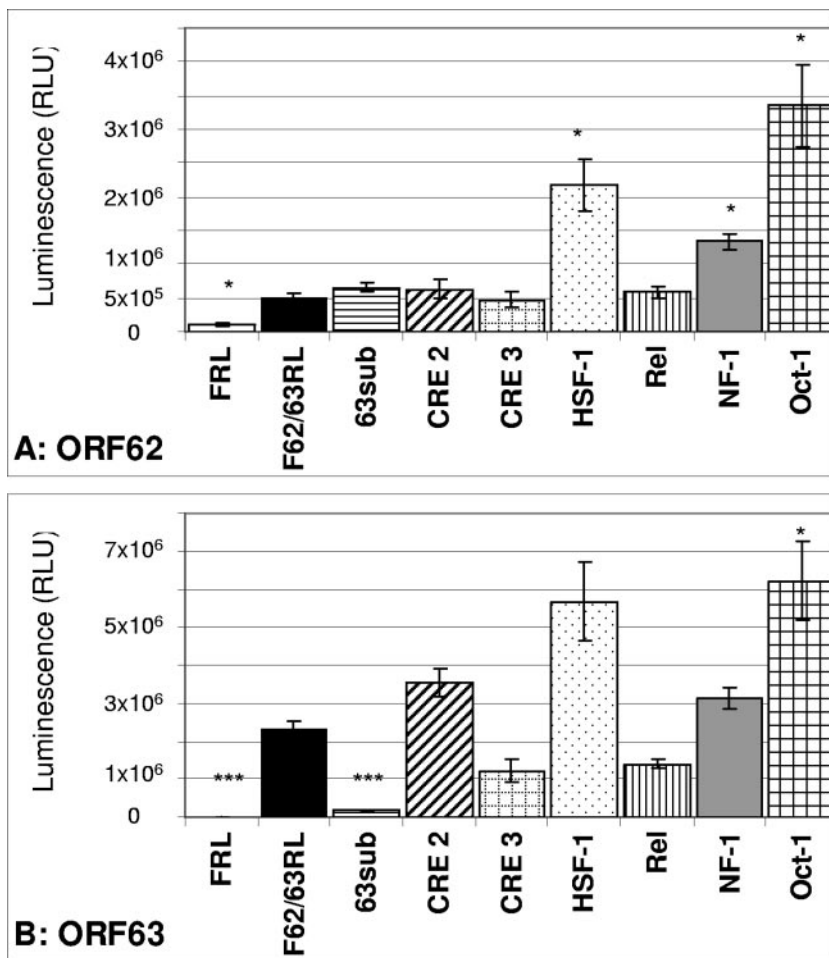 Luminescence (RLU)
4x10⁶
3x10⁶
2x10⁶
1x10⁶
5x10⁵
0
*
*
*
*
FRL
F62/63RL
63sub
CRE 2
CRE 3
HSF-1
Rel
NF-1
Oct-1
A: ORF62
Luminescence (RLU)
7x10⁶
5x10⁶
3x10⁶
1x10⁶
0
***
***
*
FRL
F62/63RL
63sub
CRE 2
CRE 3
HSF-1
Rel
NF-1
Oct-1
B: ORF63